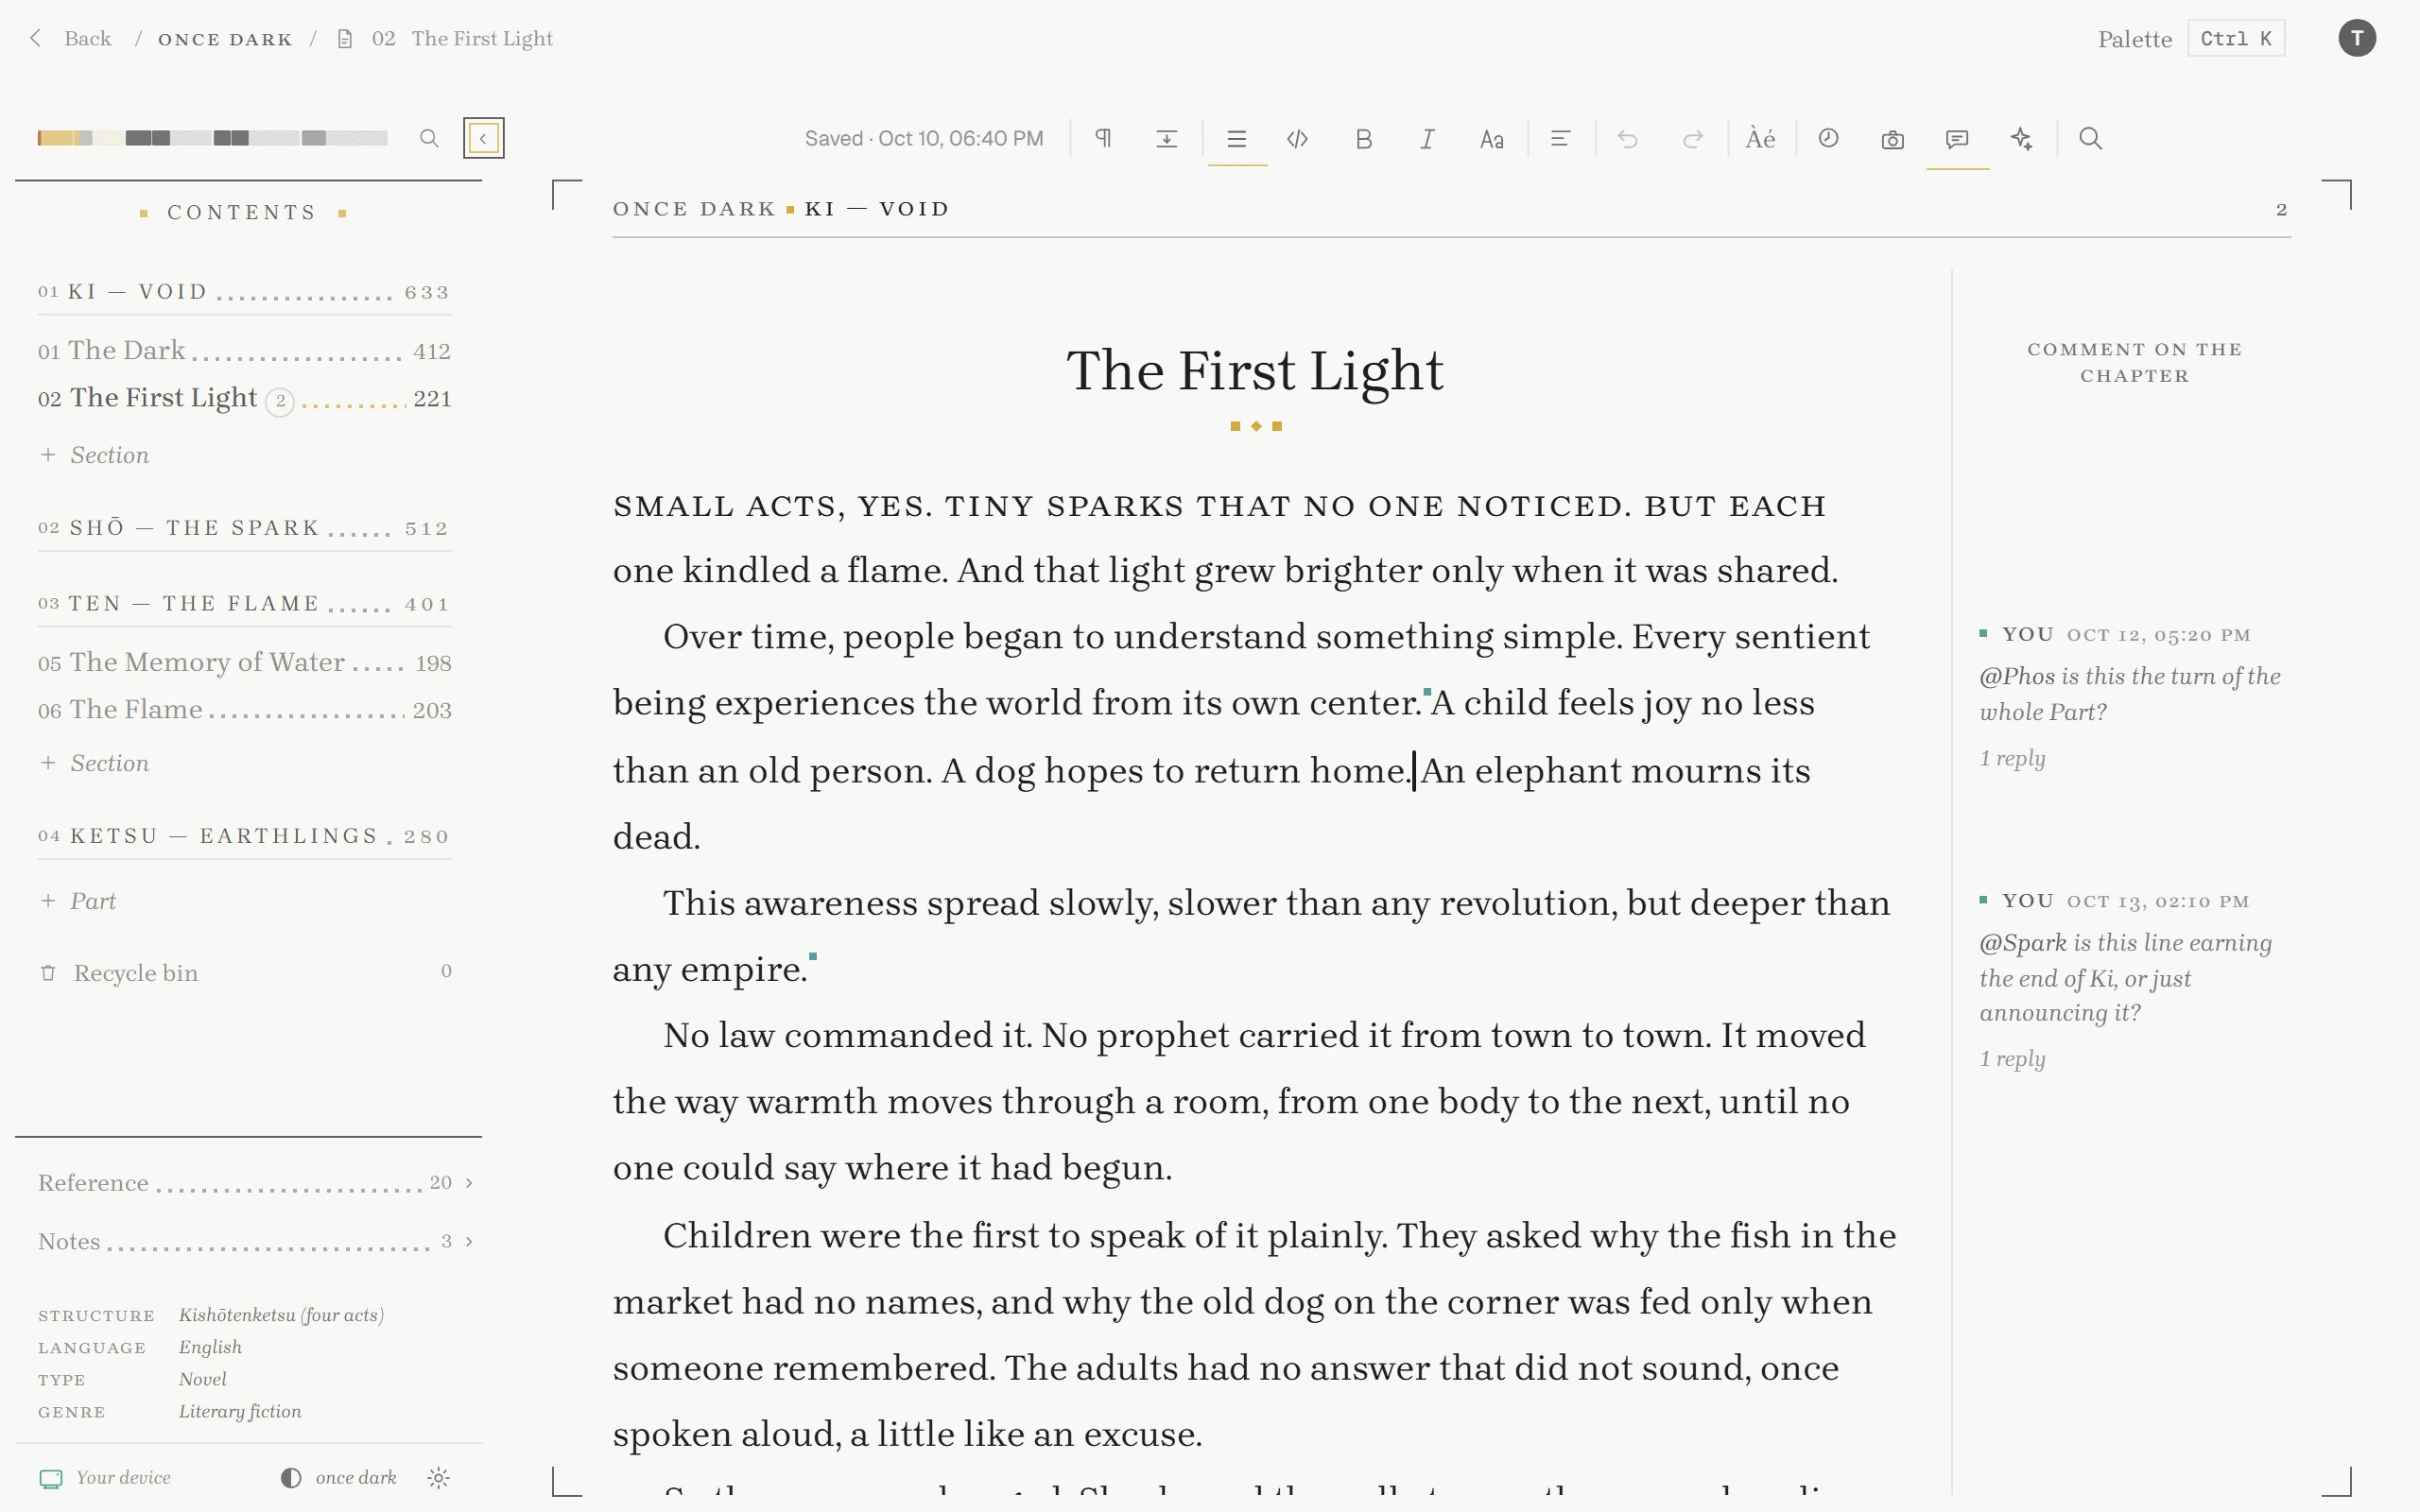 Back / ONCE DARK / 02 The First Light
Palette Ctrl K
T
Saved · Oct 10, 06:40 PM
Aa
Àé
CONTENTS
01 KI — VOID 633
01 The Dark 412
02 The First Light 2 221
+ Section
02 SHŌ — THE SPARK 512
03 TEN — THE FLAME 401
05 The Memory of Water 198
06 The Flame 203
+ Section
04 KETSU — EARTHLINGS 280
+ Part
Recycle bin 0
Reference 20
Notes 3
STRUCTURE Kishōtenketsu (four acts)
LANGUAGE English
TYPE Novel
GENRE Literary fiction
Your device
once dark
ONCE DARK KI — VOID 2
The First Light
SMALL ACTS, YES. TINY SPARKS THAT NO ONE NOTICED. BUT EACH
one kindled a flame. And that light grew brighter only when it was shared.
Over time, people began to understand something simple. Every sentient
being experiences the world from its own center. A child feels joy no less
than an old person. A dog hopes to return home. An elephant mourns its
dead.
This awareness spread slowly, slower than any revolution, but deeper than
any empire.
No law commanded it. No prophet carried it from town to town. It moved
the way warmth moves through a room, from one body to the next, until no
one could say where it had begun.
Children were the first to speak of it plainly. They asked why the fish in the
market had no names, and why the old dog on the corner was fed only when
someone remembered. The adults had no answer that did not sound, once
spoken aloud, a little like an excuse.
COMMENT ON THE
CHAPTER
YOU OCT 12, 05:20 PM
@Phos is this the turn of the
whole Part?
1 reply
YOU OCT 13, 02:10 PM
@Spark is this line earning
the end of Ki, or just
announcing it?
1 reply